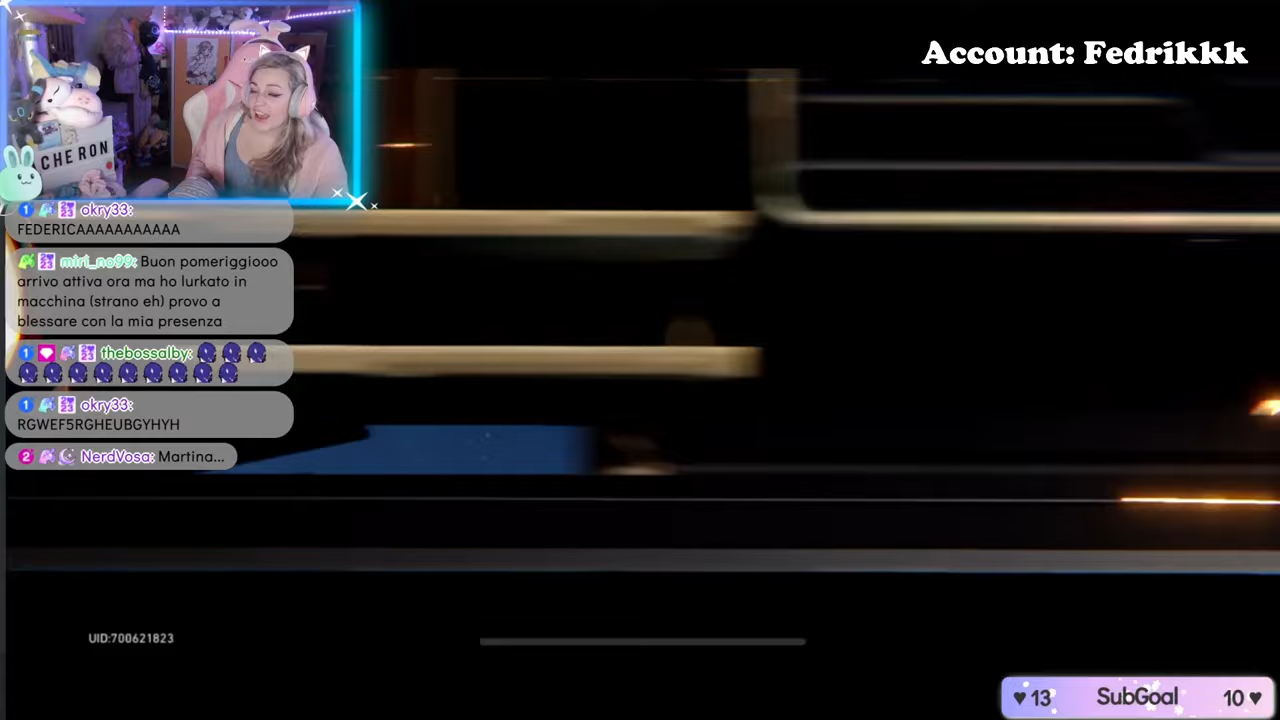 Account: Fedrikkk
CHERON
okry33:
FEDERICAAAAAAAAAAA
miri_no99: Buon pomeriggiooo
arrivo attiva ora ma ho lurkato in
macchina (strano eh) provo a
blessare con la mia presenza
thebossalby:
okry33:
RGWEF5RGHEUBGYHYH
NerdVosa: Martina...
UID:700621823
13 SubGoal 10